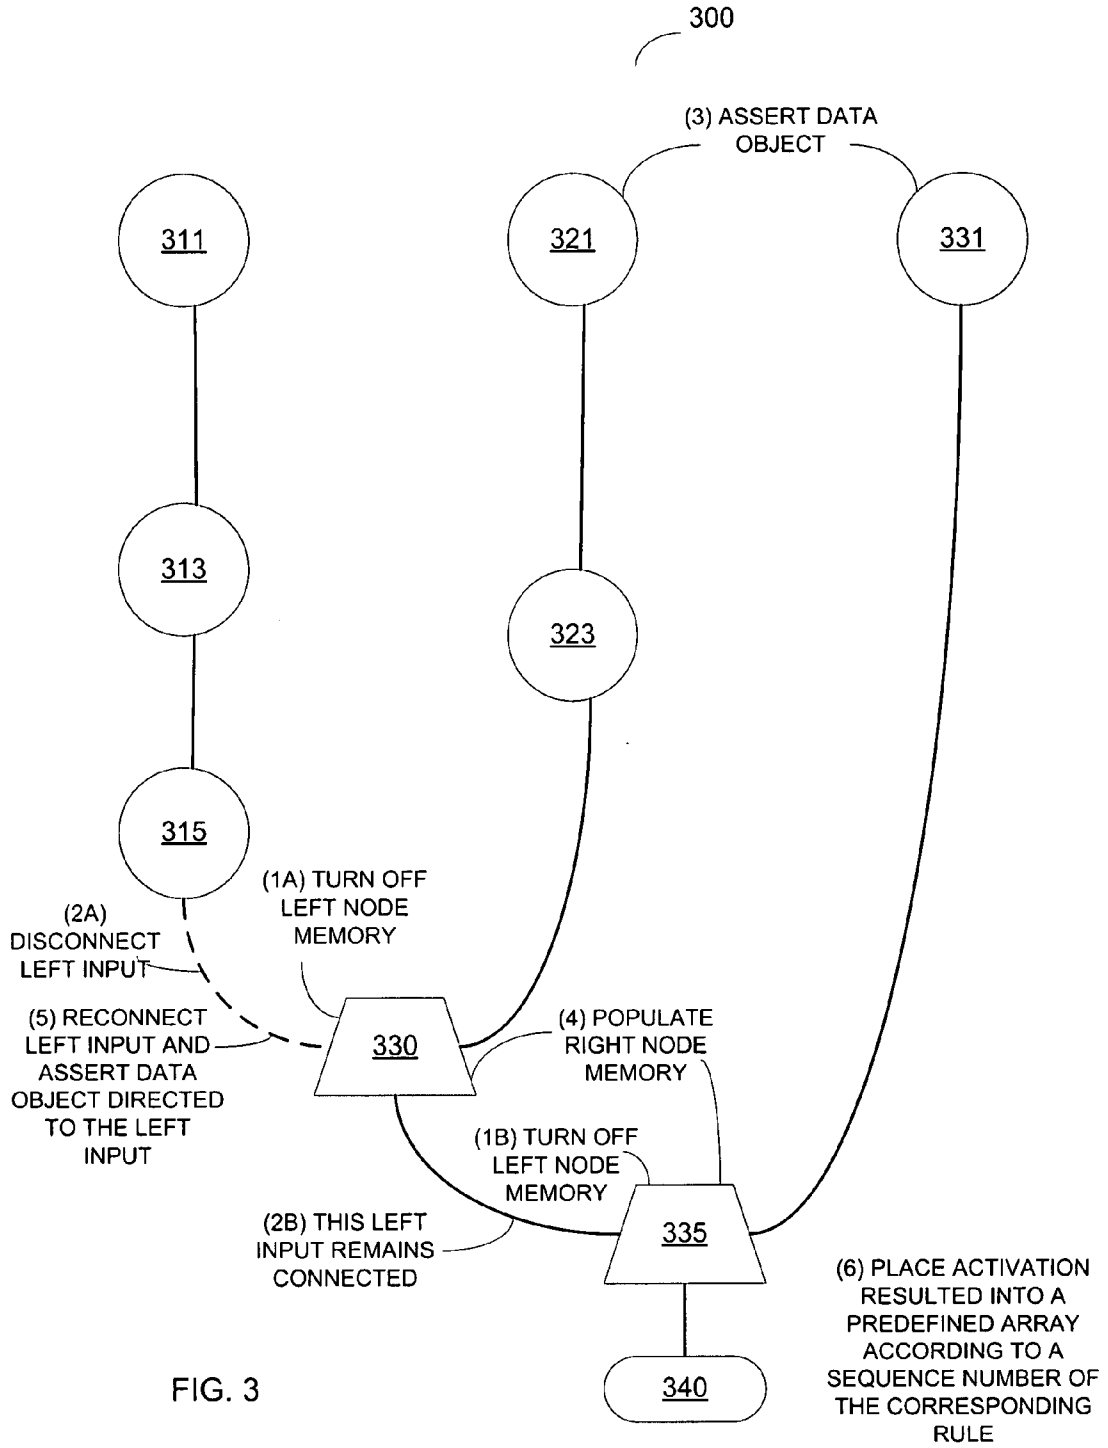 300
(3) ASSERT DATA
OBJECT
311
321
331
313
323
315
(1A) TURN OFF
LEFT NODE
MEMORY
(2A)
DISCONNECT
LEFT INPUT
(5) RECONNECT
LEFT INPUT AND
ASSERT DATA
OBJECT DIRECTED
TO THE LEFT
INPUT
330
(4) POPULATE
RIGHT NODE
MEMORY
(1B) TURN OFF
LEFT NODE
MEMORY
(2B) THIS LEFT
INPUT REMAINS
CONNECTED
335
(6) PLACE ACTIVATION
RESULTED INTO A
PREDEFINED ARRAY
ACCORDING TO A
SEQUENCE NUMBER OF
THE CORRESPONDING
RULE
340
FIG. 3